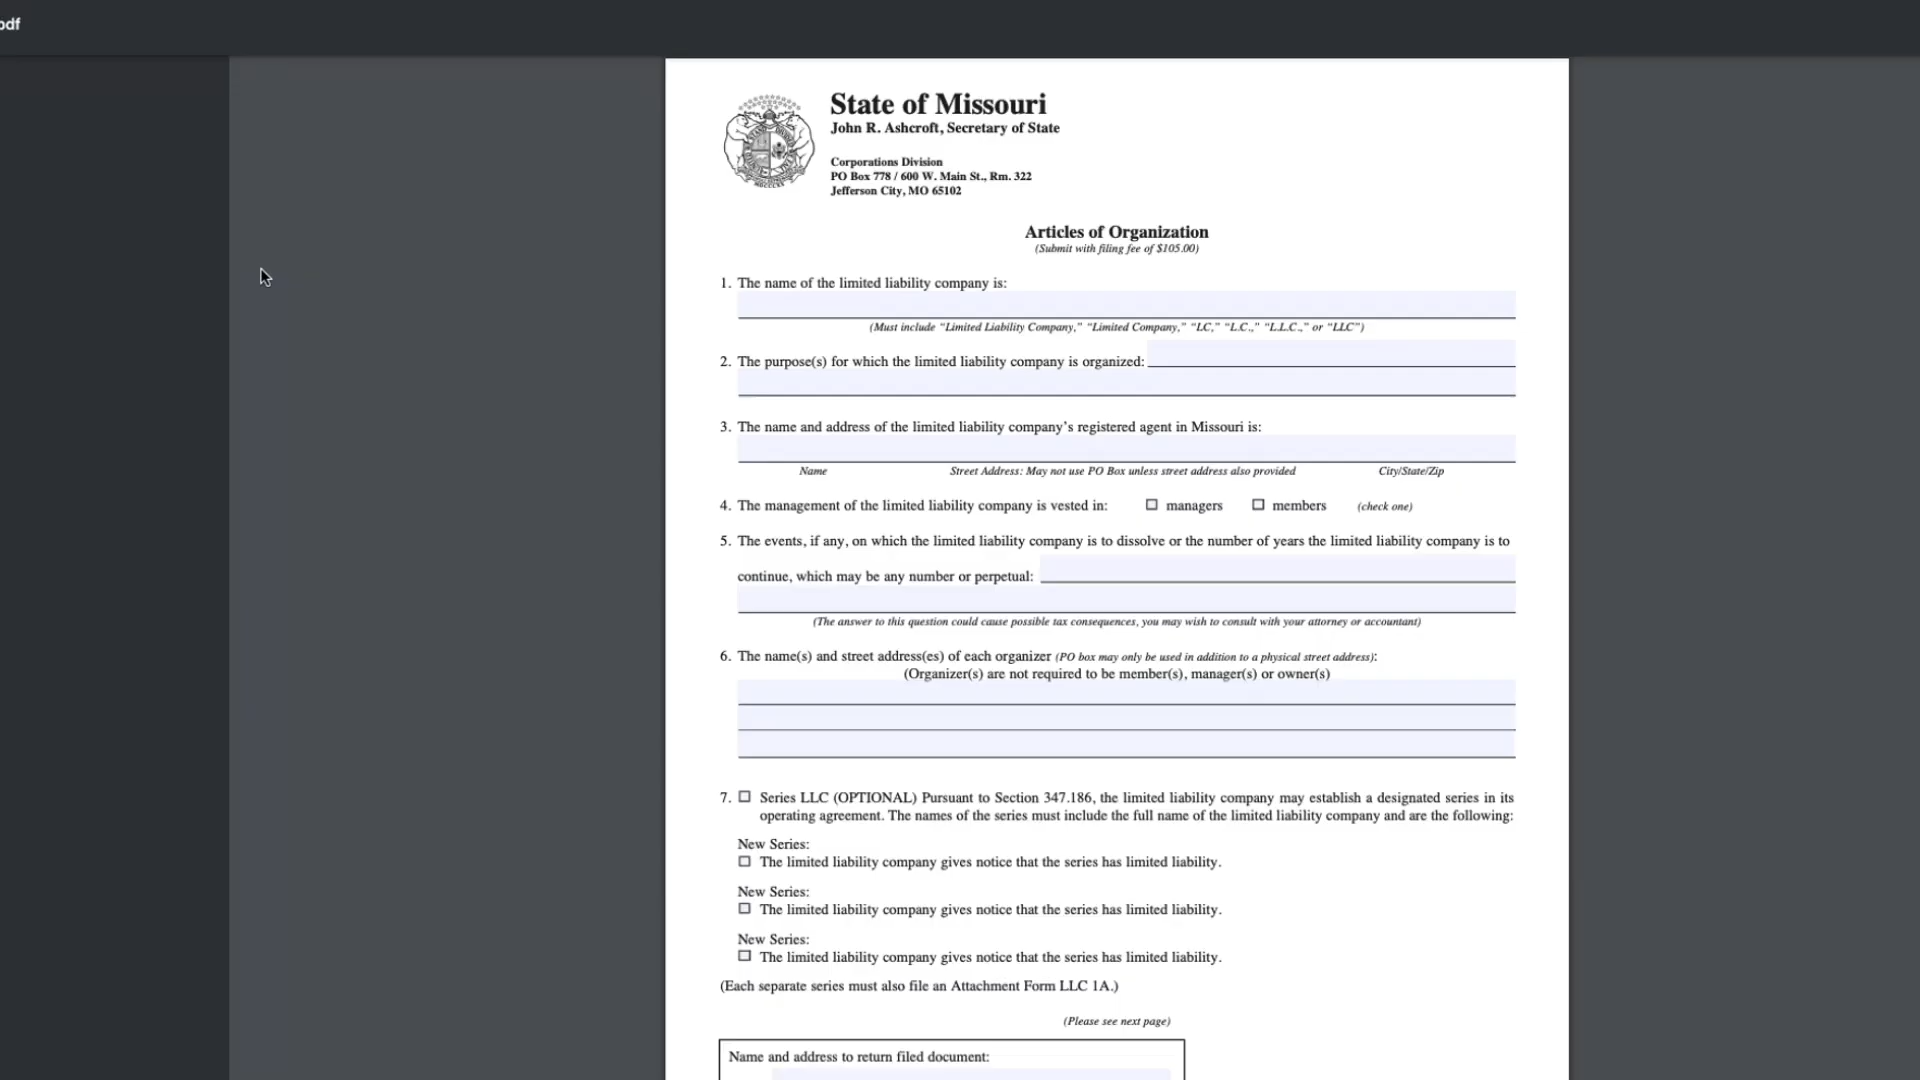 pdf
State of Missouri
John R. Ashcroft, Secretary of State
Corporations Division
PO Box 778 / 600 W. Main St., Rm. 322
Jefferson City, MO 65102
Articles of Organization
(Submit with filing fee of $105.00)
1. The name of the limited liability company is:
(Must include “Limited Liability Company,” “Limited Company,” “LC,” “L.C.,” “L.L.C.,” or “LLC”)
2. The purpose(s) for which the limited liability company is organized:
3. The name and address of the limited liability company’s registered agent in Missouri is:
Name Street Address: May not use PO Box unless street address also provided City/State/Zip
4. The management of the limited liability company is vested in: ☐ managers ☐ members (check one)
5. The events, if any, on which the limited liability company is to dissolve or the number of years the limited liability company is to
continue, which may be any number or perpetual:
(The answer to this question could cause possible tax consequences, you may wish to consult with your attorney or accountant)
6. The name(s) and street address(es) of each organizer (PO box may only be used in addition to a physical street address):
(Organizer(s) are not required to be member(s), manager(s) or owner(s)
7. ☐ Series LLC (OPTIONAL) Pursuant to Section 347.186, the limited liability company may establish a designated series in its
operating agreement. The names of the series must include the full name of the limited liability company and are the following:
New Series:
☐ The limited liability company gives notice that the series has limited liability.
New Series:
☐ The limited liability company gives notice that the series has limited liability.
New Series:
☐ The limited liability company gives notice that the series has limited liability.
(Each separate series must also file an Attachment Form LLC 1A.)
(Please see next page)
Name and address to return filed document: